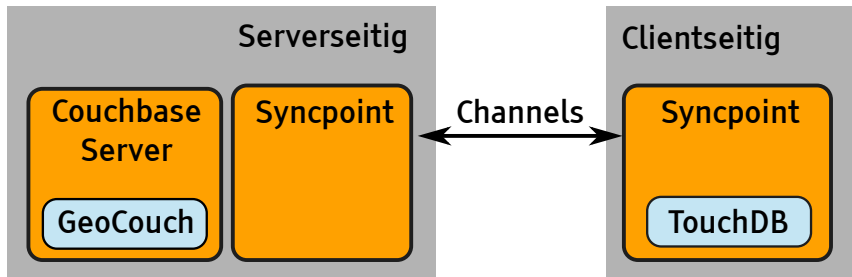 Serverseitig
Couchbase
Server
GeoCouch
Syncpoint
Channels
Clientseitig
Syncpoint
TouchDB